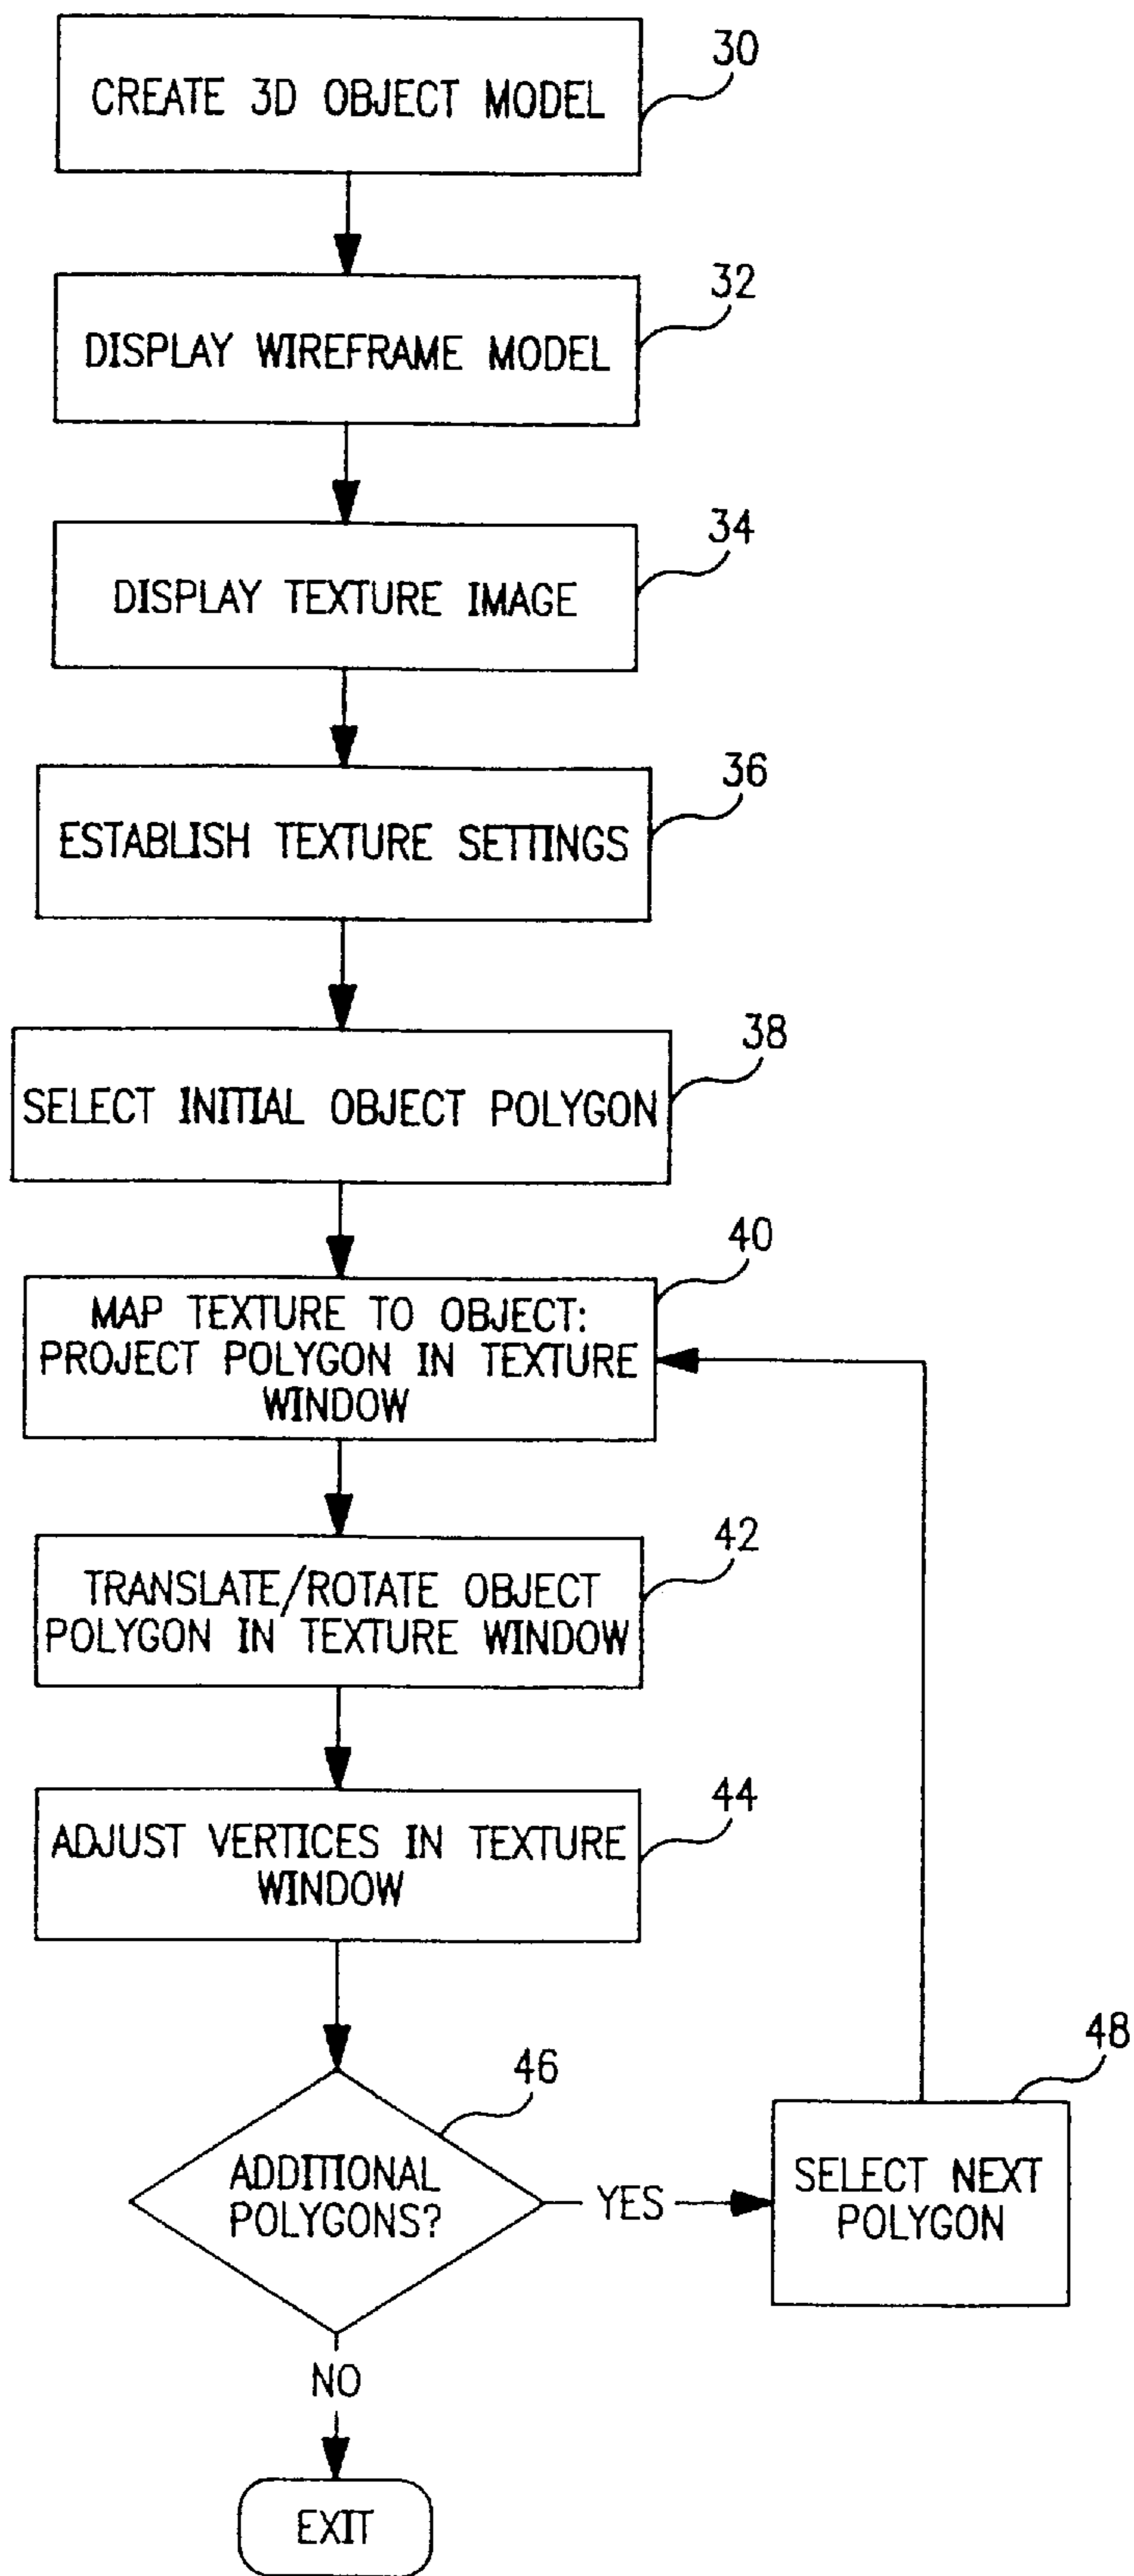 30
CREATE 3D OBJECT MODEL
32
DISPLAY WIREFRAME MODEL
34
DISPLAY TEXTURE IMAGE
36
ESTABLISH TEXTURE SETTINGS
38
SELECT INITIAL OBJECT POLYGON
40
MAP TEXTURE TO OBJECT:
PROJECT POLYGON IN TEXTURE
WINDOW
42
TRANSLATE/ROTATE OBJECT
POLYGON IN TEXTURE WINDOW
44
ADJUST VERTICES IN TEXTURE
WINDOW
46
ADDITIONAL
POLYGONS?
YES
48
SELECT NEXT
POLYGON
NO
EXIT